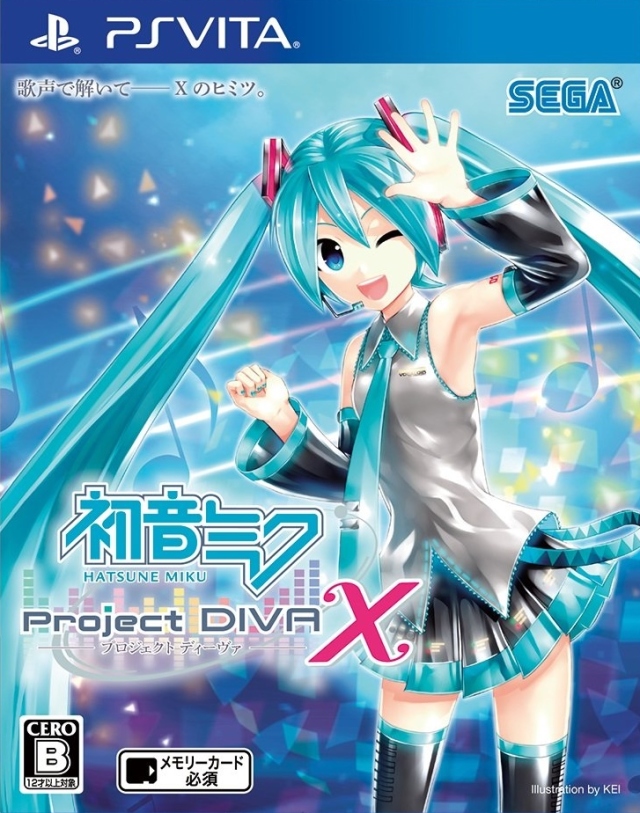 PSVITA®
歌声で解いて――Xのヒミツ。
SEGA®
VOCALOID
初音ミク
HATSUNE MIKU
Project DIVA X
プロジェクト ディーヴァ
CERO
B
12才以上対象
メモリーカード
必須
Illustration by KEI